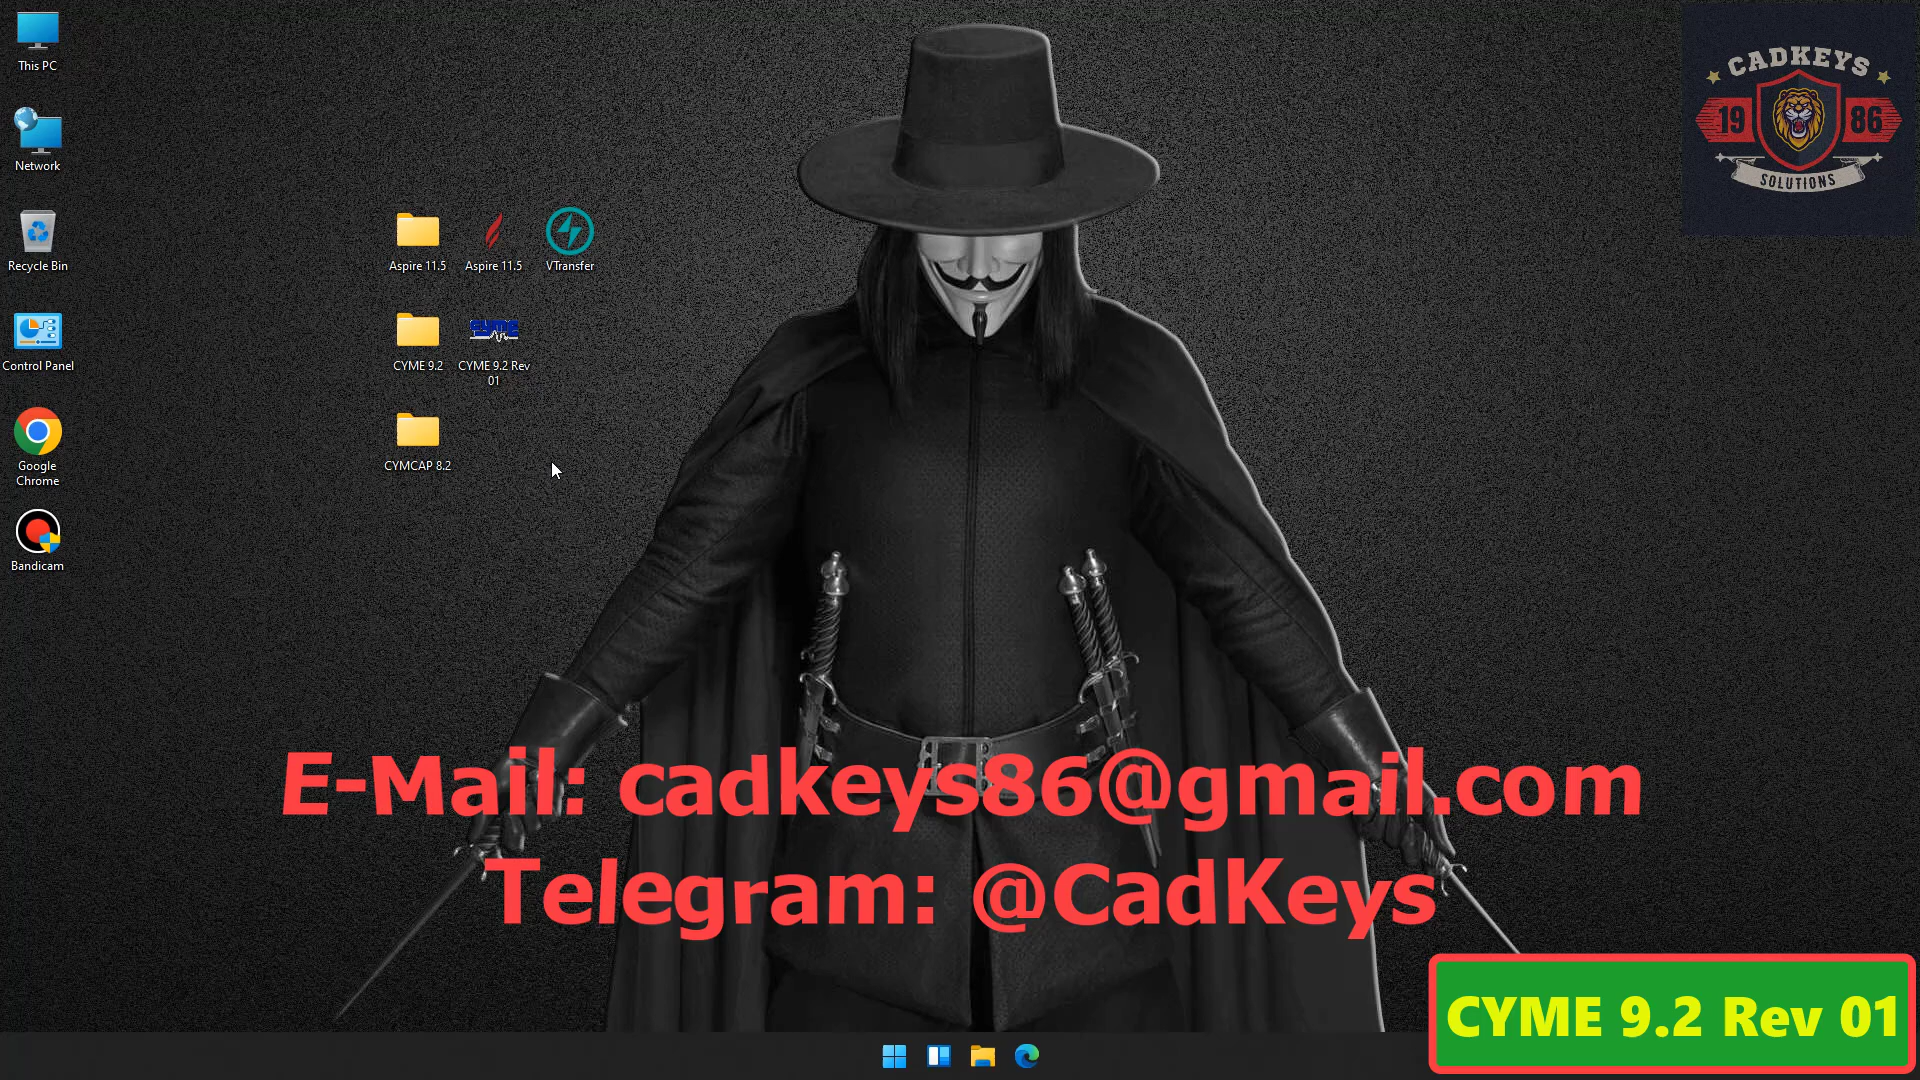 This PC
Network
Recycle Bin
Control Panel
Google
Chrome
Bandicam
Aspire 11.5
Aspire 11.5
VTransfer
CYME 9.2
CYME
CYME 9.2 Rev
01
CYMCAP 8.2
CADKEYS
19 86
SOLUTIONS
E-Mail: cadkeys86@gmail.com
Telegram: @CadKeys
CYME 9.2 Rev 01